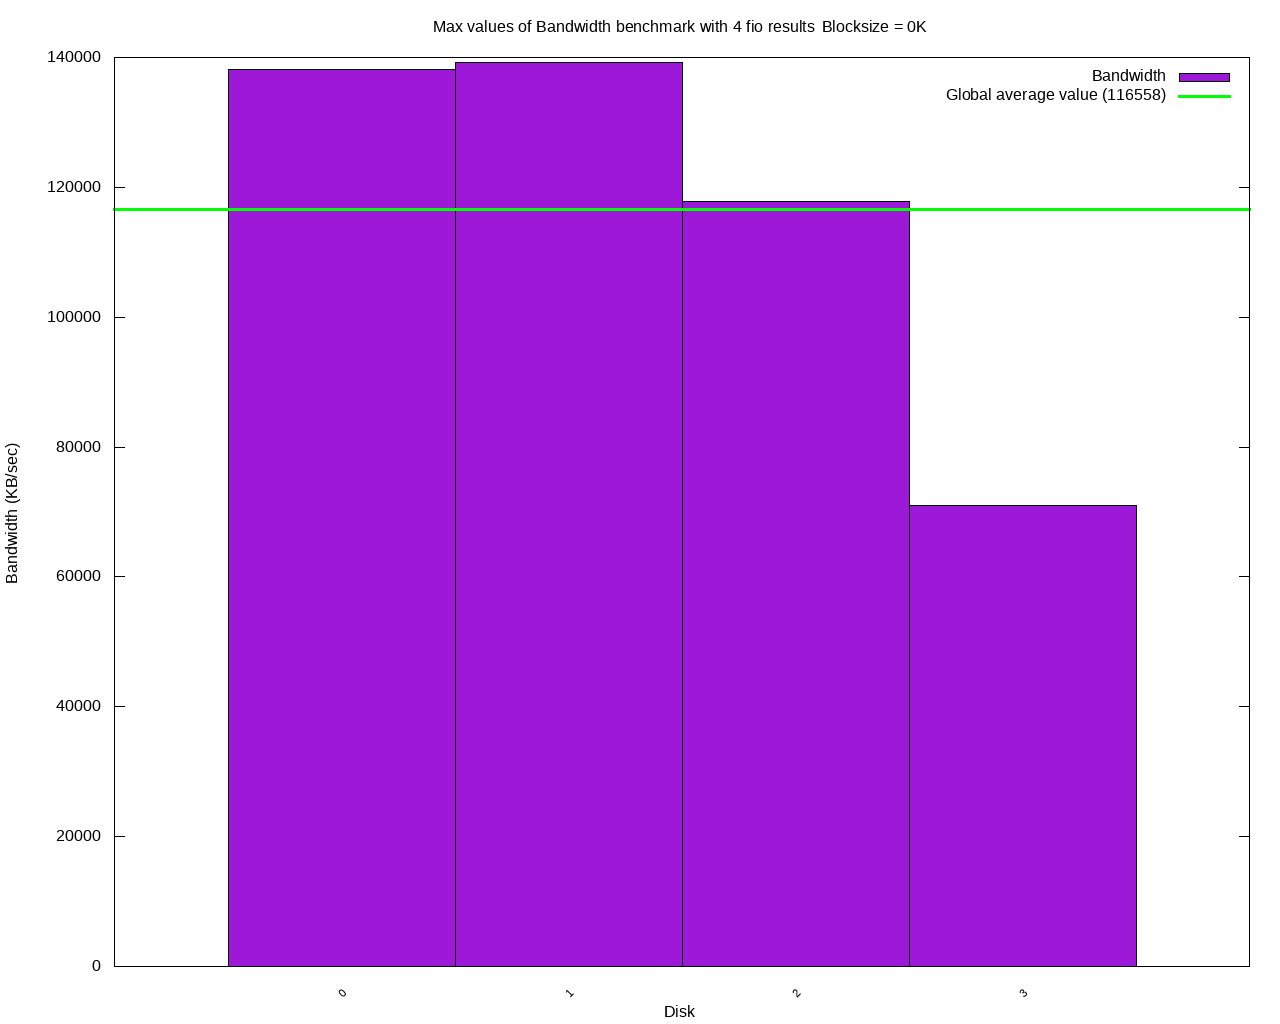 Max values of Bandwidth benchmark with 4 fio results Blocksize = 0K
140000
120000
100000
80000
60000
40000
20000
0
Bandwidth (KB/sec)
Bandwidth
Global average value (116558)
0
1
2
3
Disk